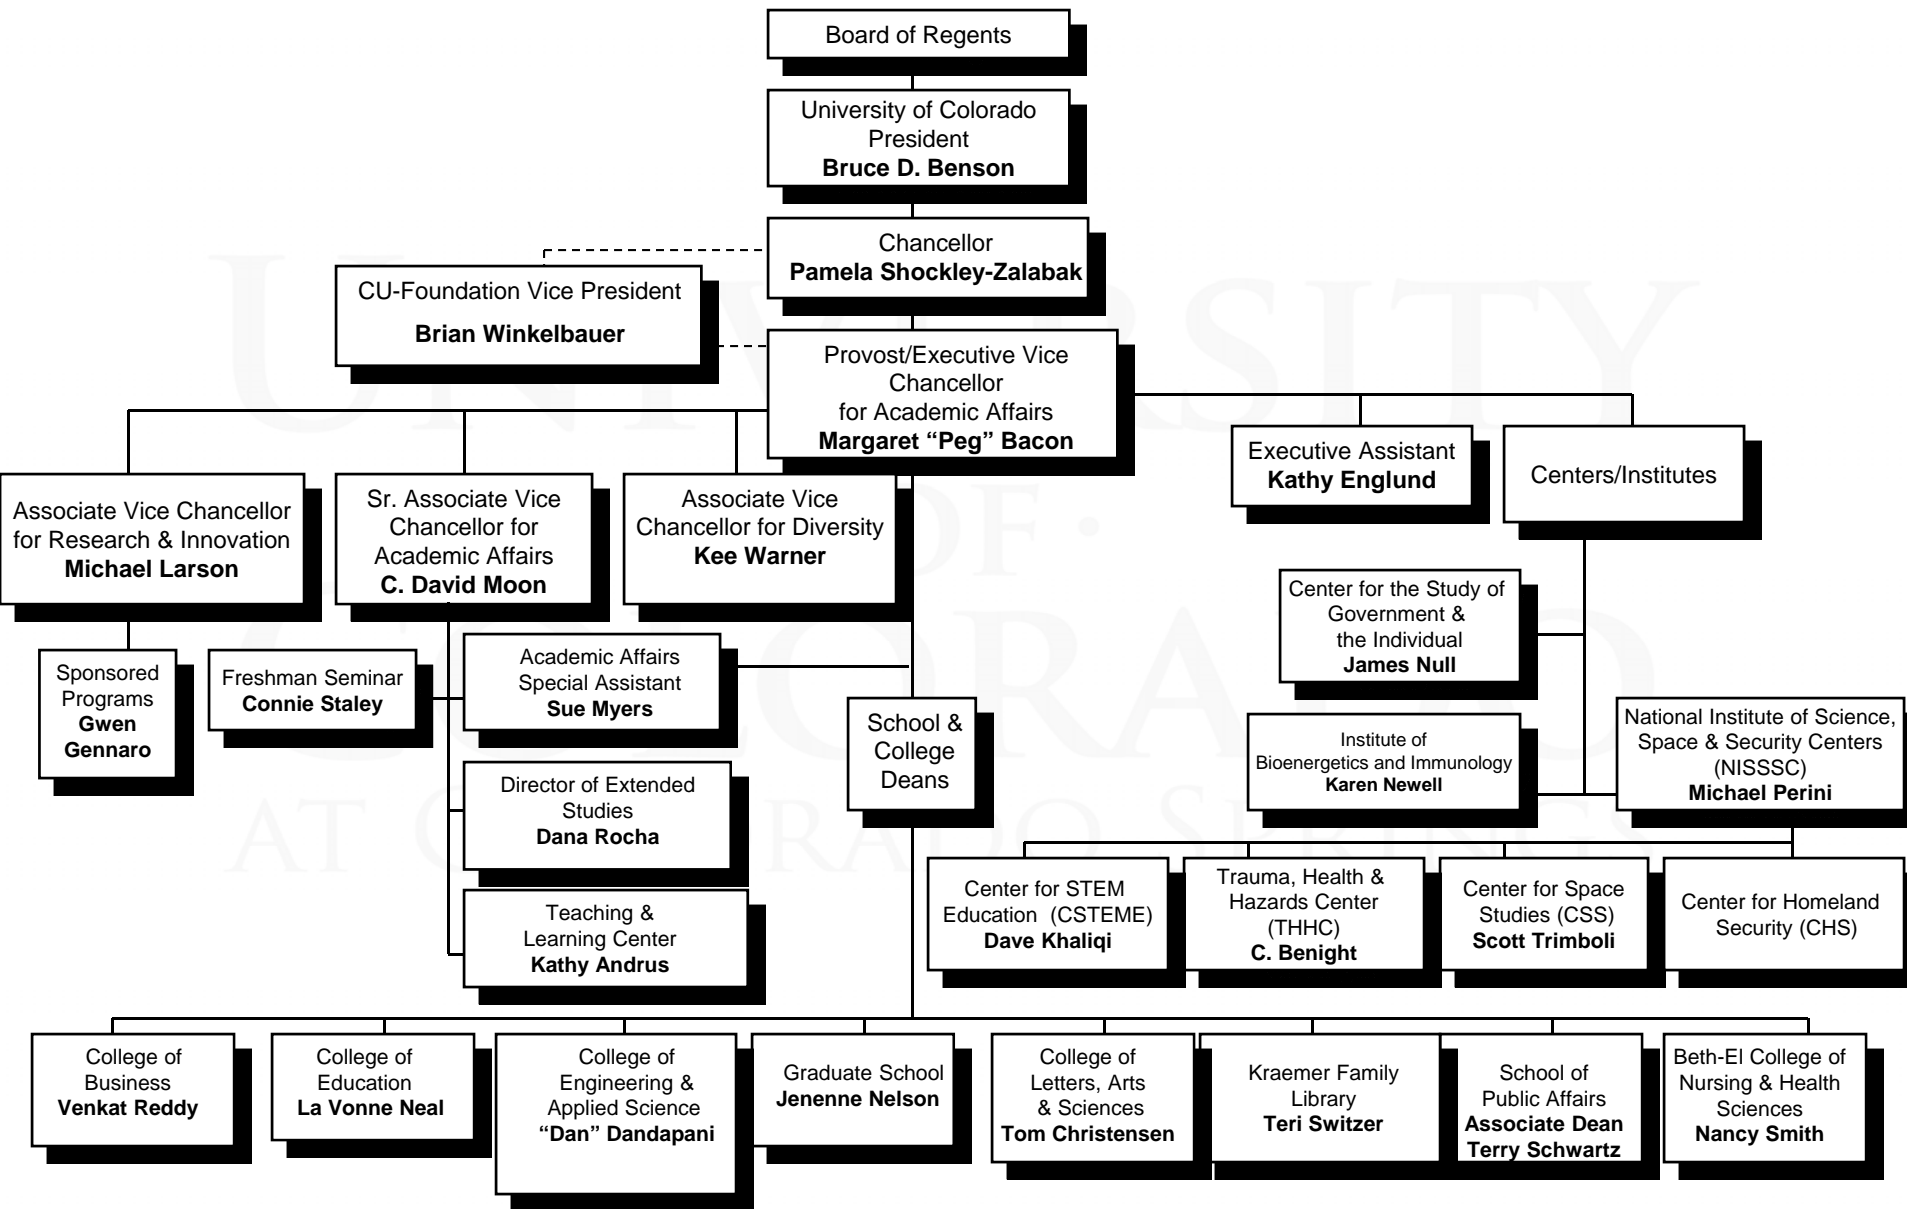 Board of Regents
University of Colorado
President
Bruce D. Benson
Chancellor
Pamela Shockley-Zalabak
CU-Foundation Vice President
Brian Winkelbauer
Provost/Executive Vice
Chancellor
for Academic Affairs
Margaret “Peg” Bacon
Executive Assistant
Kathy Englund
Centers/Institutes
Associate Vice Chancellor
for Research & Innovation
Michael Larson
Sr. Associate Vice
Chancellor for
Academic Affairs
C. David Moon
Associate Vice
Chancellor for Diversity
Kee Warner
Center for the Study of
Government &
the Individual
James Null
Sponsored
Programs
Gwen
Gennaro
Freshman Seminar
Connie Staley
Academic Affairs
Special Assistant
Sue Myers
School &
College
Deans
Institute of
Bioenergetics and Immunology
Karen Newell
National Institute of Science,
Space & Security Centers
(NISSSC)
Michael Perini
Director of Extended
Studies
Dana Rocha
Teaching &
Learning Center
Kathy Andrus
Center for STEM
Education (CSTEME)
Dave Khaliqi
Trauma, Health &
Hazards Center
(THHC)
C. Benight
Center for Space
Studies (CSS)
Scott Trimboli
Center for Homeland
Security (CHS)
College of
Business
Venkat Reddy
College of
Education
La Vonne Neal
College of
Engineering &
Applied Science
“Dan” Dandapani
Graduate School
Jenenne Nelson
College of
Letters, Arts
& Sciences
Tom Christensen
Kraemer Family
Library
Teri Switzer
School of
Public Affairs
Associate Dean
Terry Schwartz
Beth-El College of
Nursing & Health
Sciences
Nancy Smith
UNIVERSITY
OF
COLORADO
AT COLORADO SPRINGS